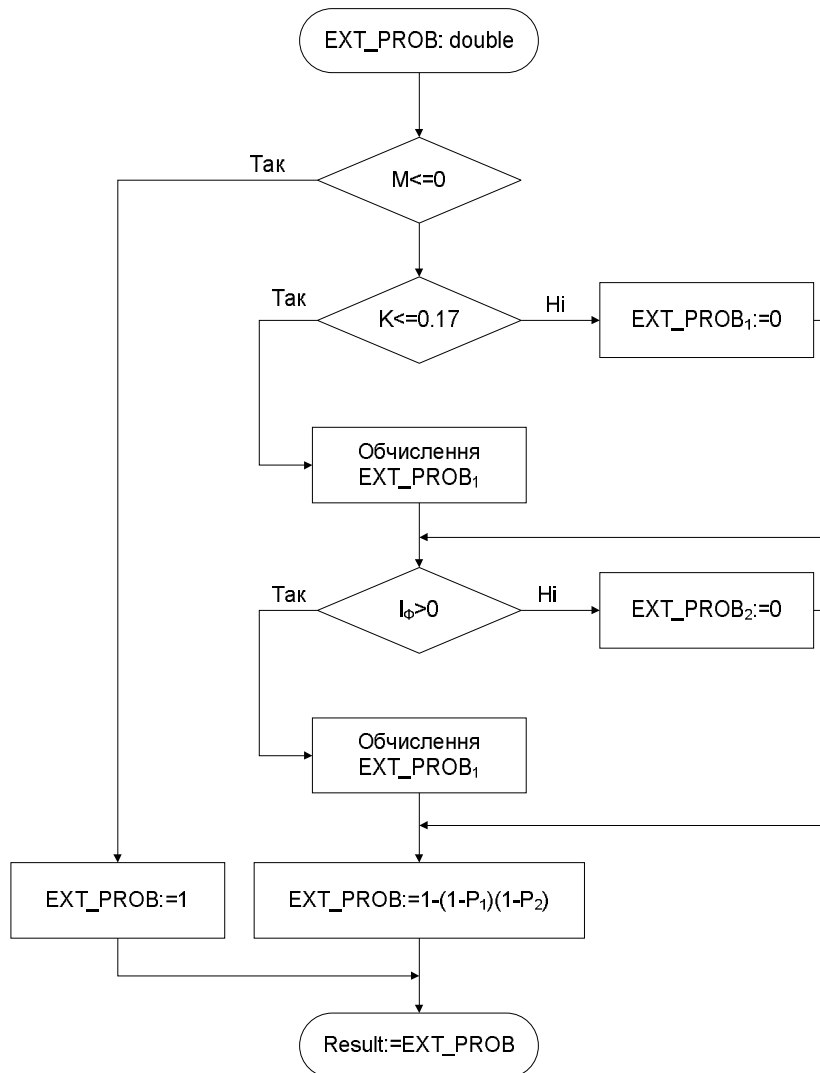 EXT_PROB: double
Так
M<=0
Так
K<=0.17
Ні
EXT_PROB₁:=0
Обчислення
EXT_PROB₁
Так
I_Ф>0
Ні
EXT_PROB₂:=0
Обчислення
EXT_PROB₁
EXT_PROB:=1
EXT_PROB:=1-(1-P₁)(1-P₂)
Result:=EXT_PROB